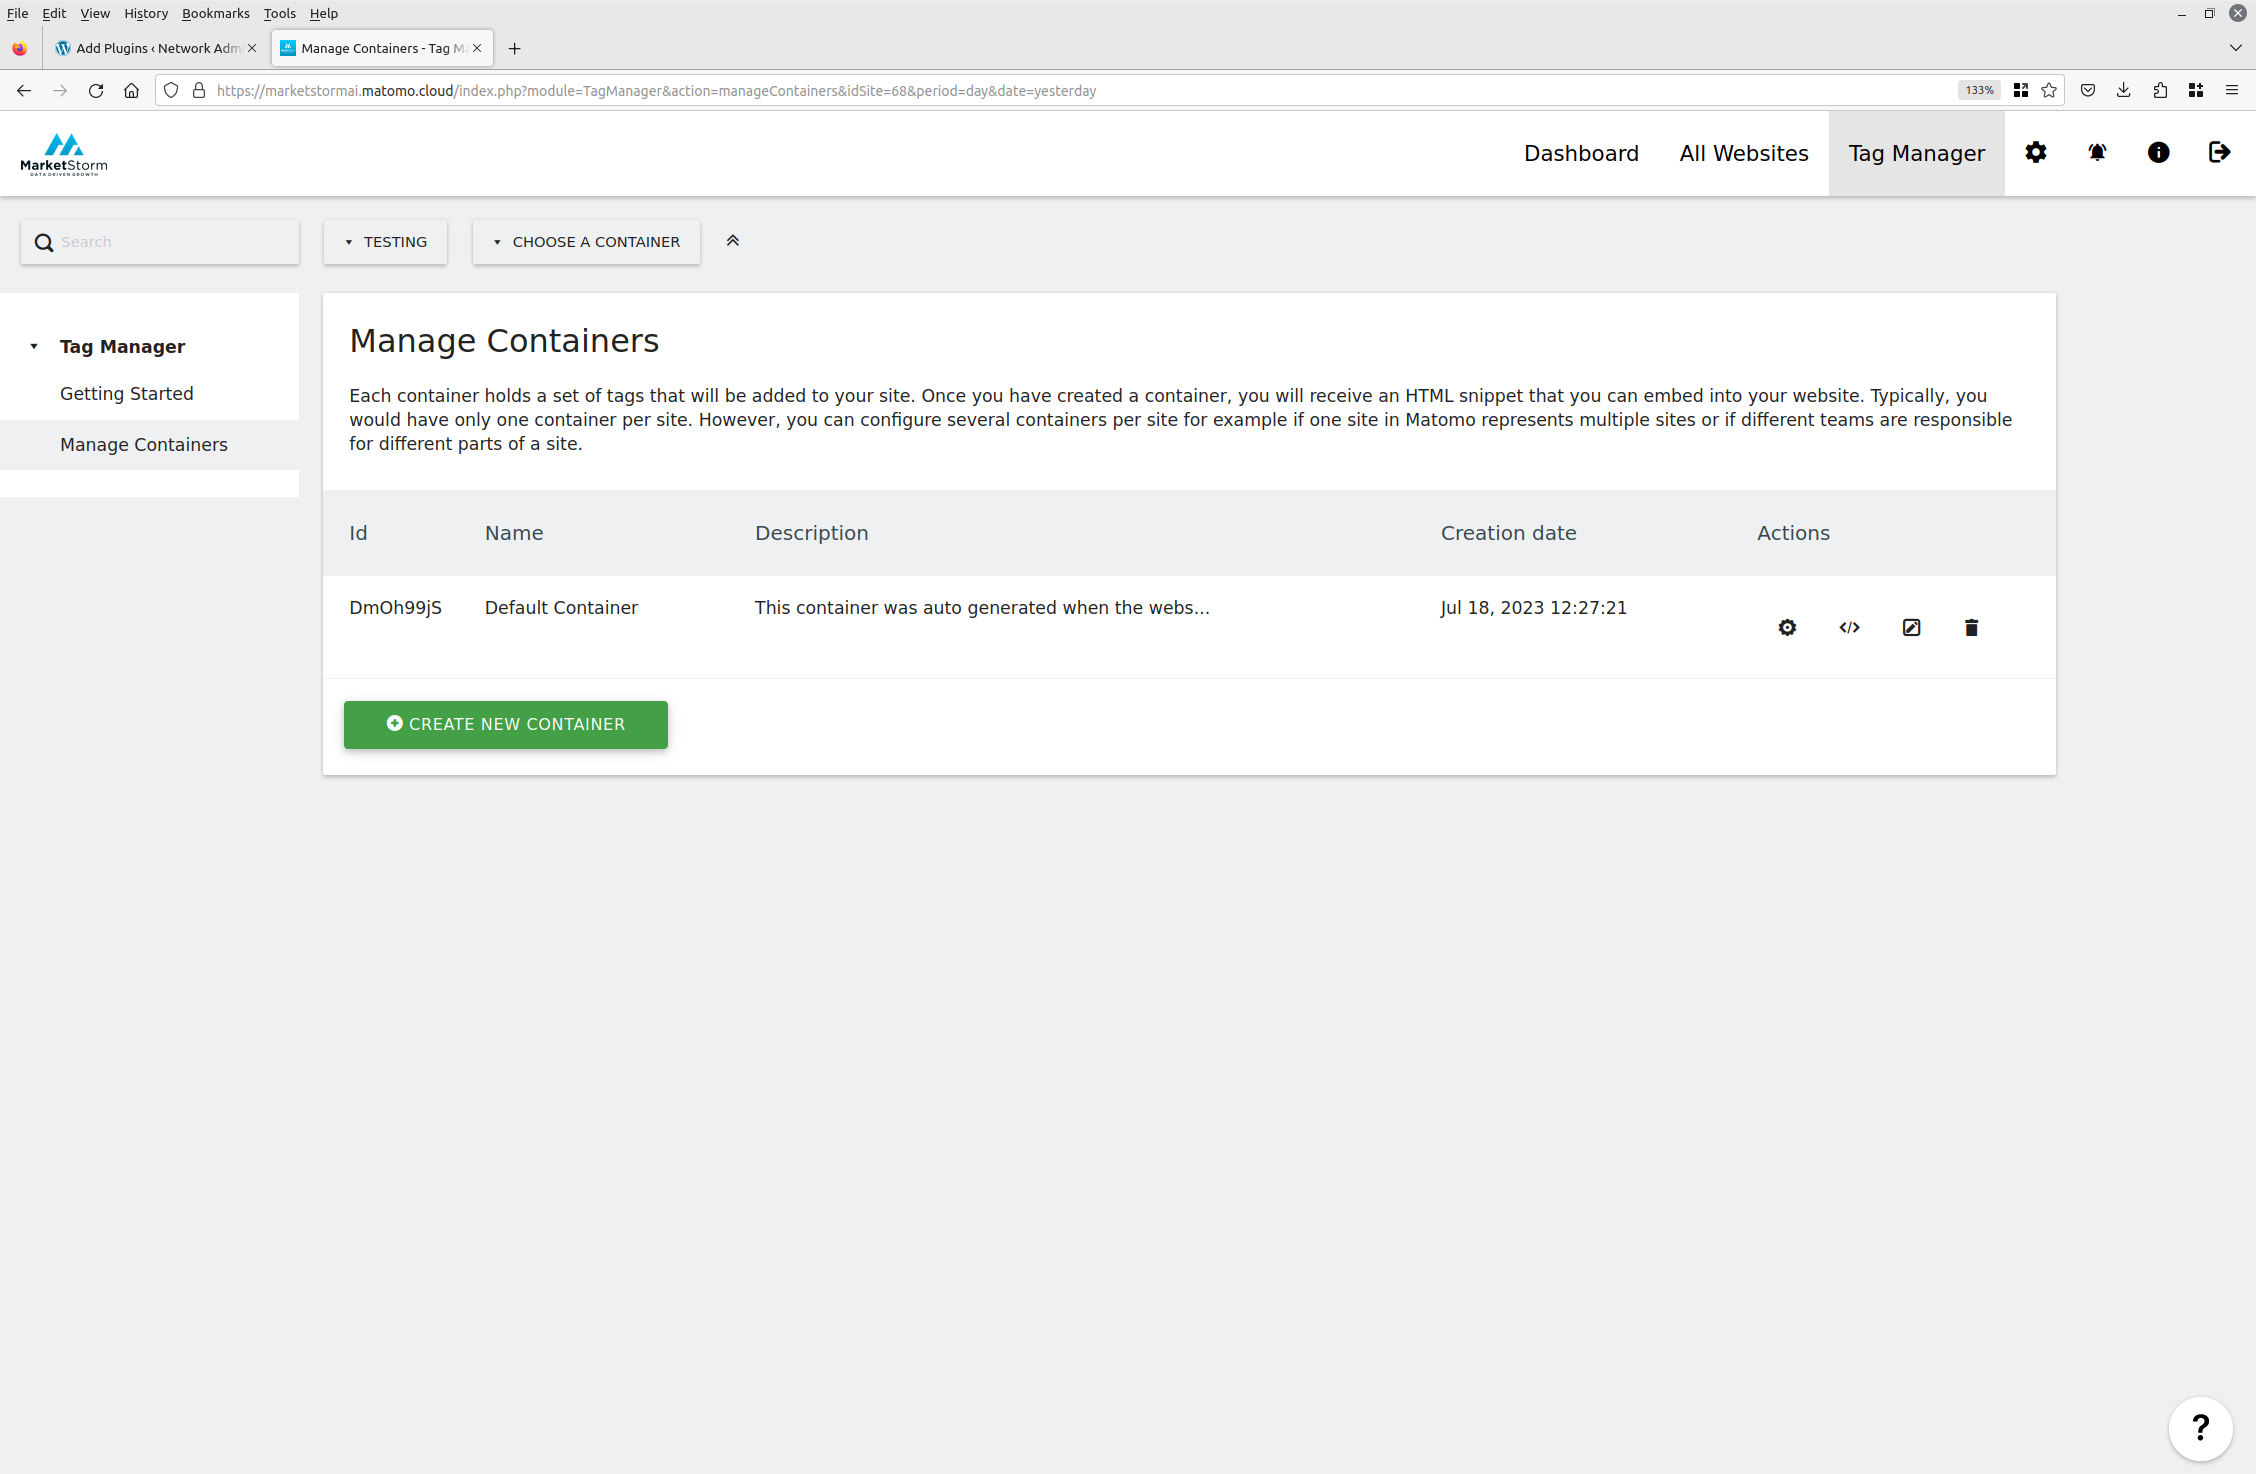 File Edit View History Bookmarks Tools Help
Add Plugins ‹ Network Adm
Manage Containers - Tag M
https://marketstormai.matomo.cloud/index.php?module=TagManager&action=manageContainers&idSite=68&period=day&date=yesterday
133%
MarketStorm
DATA DRIVEN GROWTH
Dashboard
All Websites
Tag Manager
Search
TESTING
CHOOSE A CONTAINER
Tag Manager
Getting Started
Manage Containers
Manage Containers
Each container holds a set of tags that will be added to your site. Once you have created a container, you will receive an HTML snippet that you can embed into your website. Typically, you
would have only one container per site. However, you can configure several containers per site for example if one site in Matomo represents multiple sites or if different teams are responsible
for different parts of a site.
Id Name Description Creation date Actions
DmOh99jS Default Container This container was auto generated when the webs... Jul 18, 2023 12:27:21
CREATE NEW CONTAINER
?